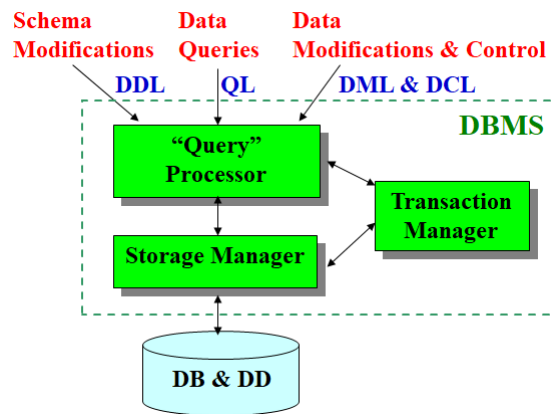 Schema
Modifications
Data
Queries
Data
Modifications & Control
DDL
QL
DML & DCL
DBMS
“Query”
Processor
Transaction
Manager
Storage Manager
DB & DD